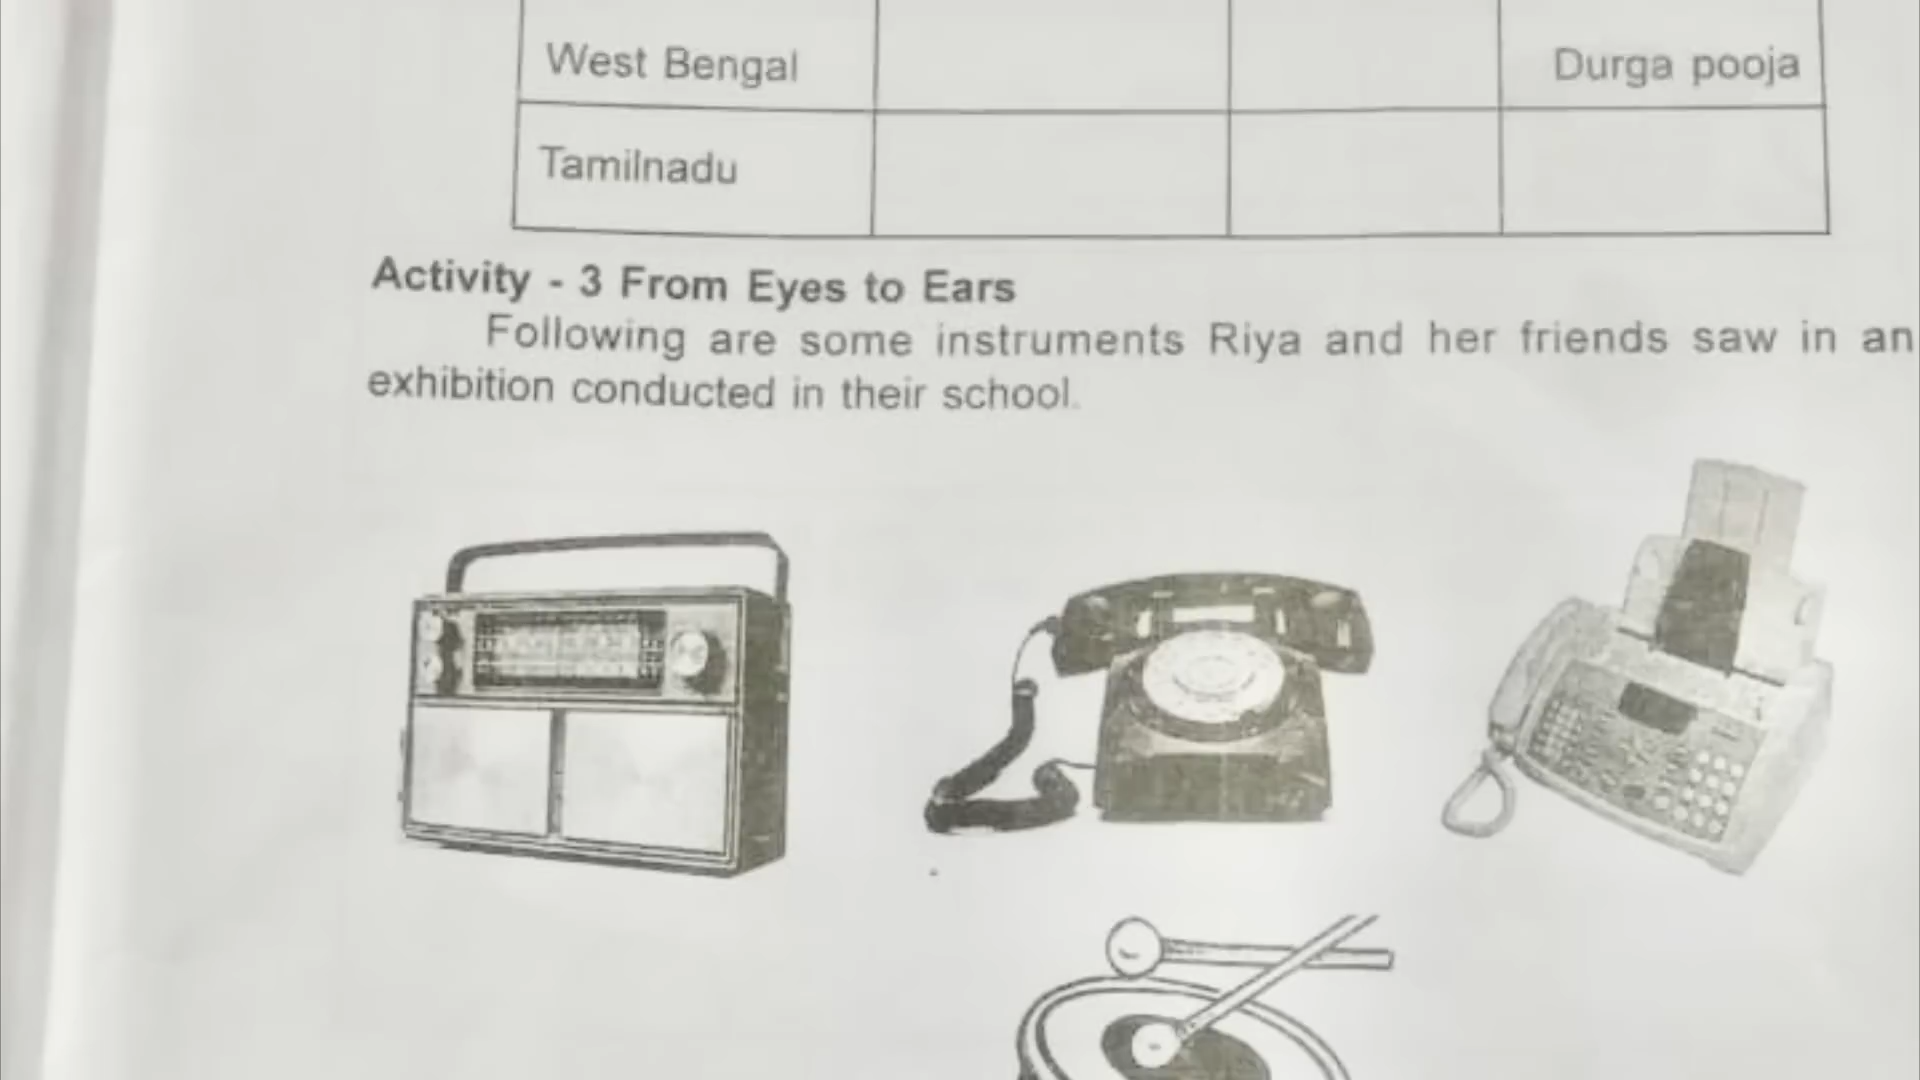 West Bengal Durga pooja
Tamilnadu
Activity - 3 From Eyes to Ears
Following are some instruments Riya and her friends saw in an
exhibition conducted in their school.